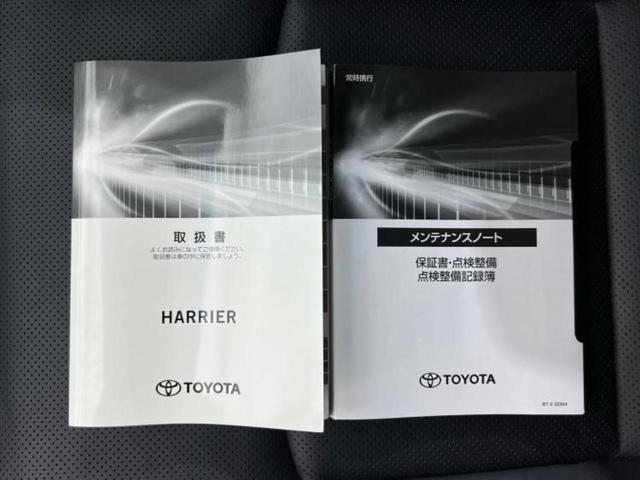 取扱書
よくお読みになってご使用ください。
取扱書は車の中に保管しましょう。
HARRIER
TOYOTA
常時携行
メンテナンスノート
保証書・点検整備
点検整備記録簿
TOYOTA